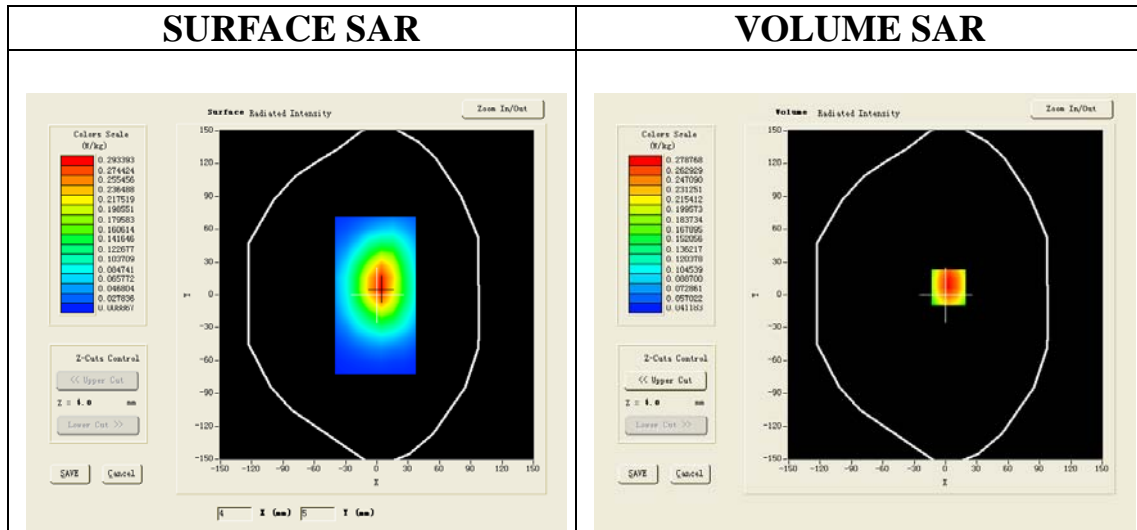 SURFACE SAR
VOLUME SAR
Surface Radiated Intensity
Zoom In/Out
Colors Scale
(W/kg)
0.293393
0.274424
0.255456
0.236488
0.217519
0.198551
0.179583
0.160614
0.141646
0.122677
0.103709
0.084741
0.065772
0.046804
0.027836
0.008867
150
120
90
60
30
0
-30
-60
-90
-120
-150
Y
-150 -120 -90 -60 -30 0 30 60 90 120 150
X
Z-Cuts Control
<< Upper Cut
Z = 4.0 mm
Lower Cut >>
SAVE Cancel
4 X (mm) 5 Y (mm)
Volume Radiated Intensity
Zoom In/Out
Colors Scale
(W/kg)
0.278768
0.262929
0.247090
0.231251
0.215412
0.199573
0.183734
0.167895
0.152056
0.136217
0.120378
0.104539
0.088700
0.072861
0.057022
0.041183
150
120
90
60
30
0
-30
-60
-90
-120
-150
Y
-150 -120 -90 -60 -30 0 30 60 90 120 150
X
Z-Cuts Control
<< Upper Cut
Z = 4.0 mm
Lower Cut >>
SAVE Cancel